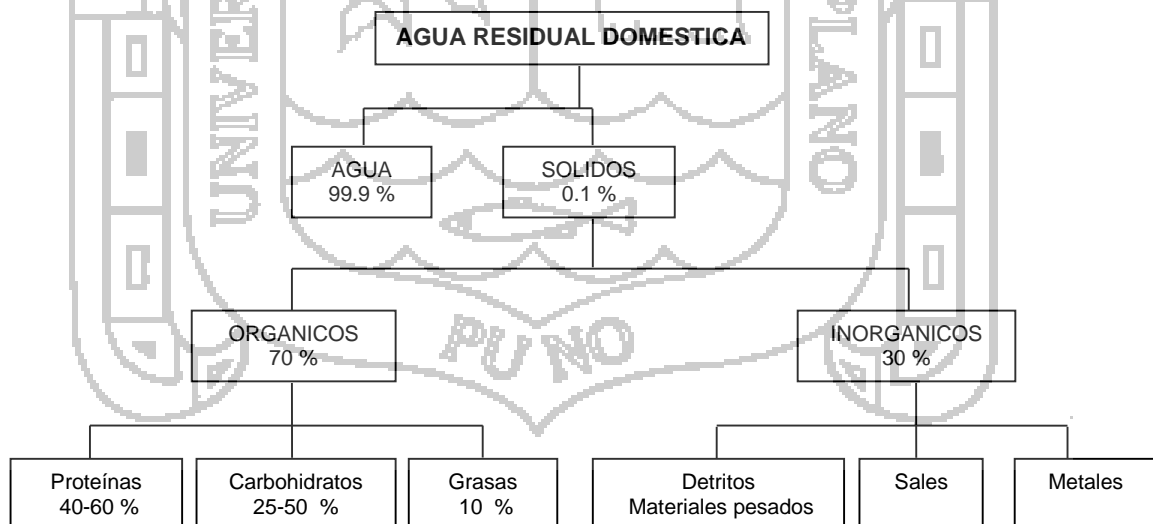 AGUA RESIDUAL DOMESTICA
AGUA
99.9 %
SOLIDOS
0.1 %
ORGANICOS
70 %
INORGANICOS
30 %
Proteínas
40-60 %
Carbohidratos
25-50 %
Grasas
10 %
Detritos
Materiales pesados
Sales
Metales
PUNO